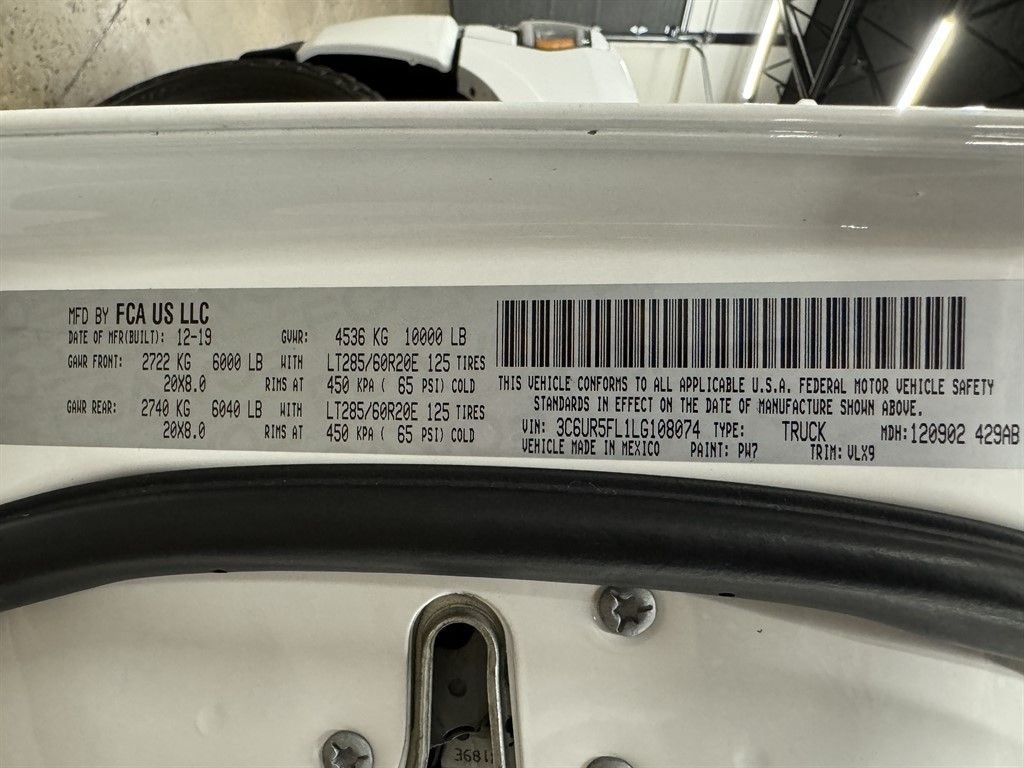 MFD BY FCA US LLC
DATE OF MFR(BUILT): 12-19 GVWR: 4536 KG 10000 LB
GAWR FRONT: 2722 KG 6000 LB WITH LT285/60R20E 125 TIRES
20X8.0 RIMS AT 450 KPA ( 65 PSI) COLD
GAWR REAR: 2740 KG 6040 LB WITH LT285/60R20E 125 TIRES
20X8.0 RIMS AT 450 KPA ( 65 PSI) COLD
THIS VEHICLE CONFORMS TO ALL APPLICABLE U.S.A. FEDERAL MOTOR VEHICLE SAFETY
STANDARDS IN EFFECT ON THE DATE OF MANUFACTURE SHOWN ABOVE.
VIN: 3C6UR5FL1LG108074 TYPE: TRUCK MDH: 120902 429AB
VEHICLE MADE IN MEXICO PAINT: PW7 TRIM: VLX9